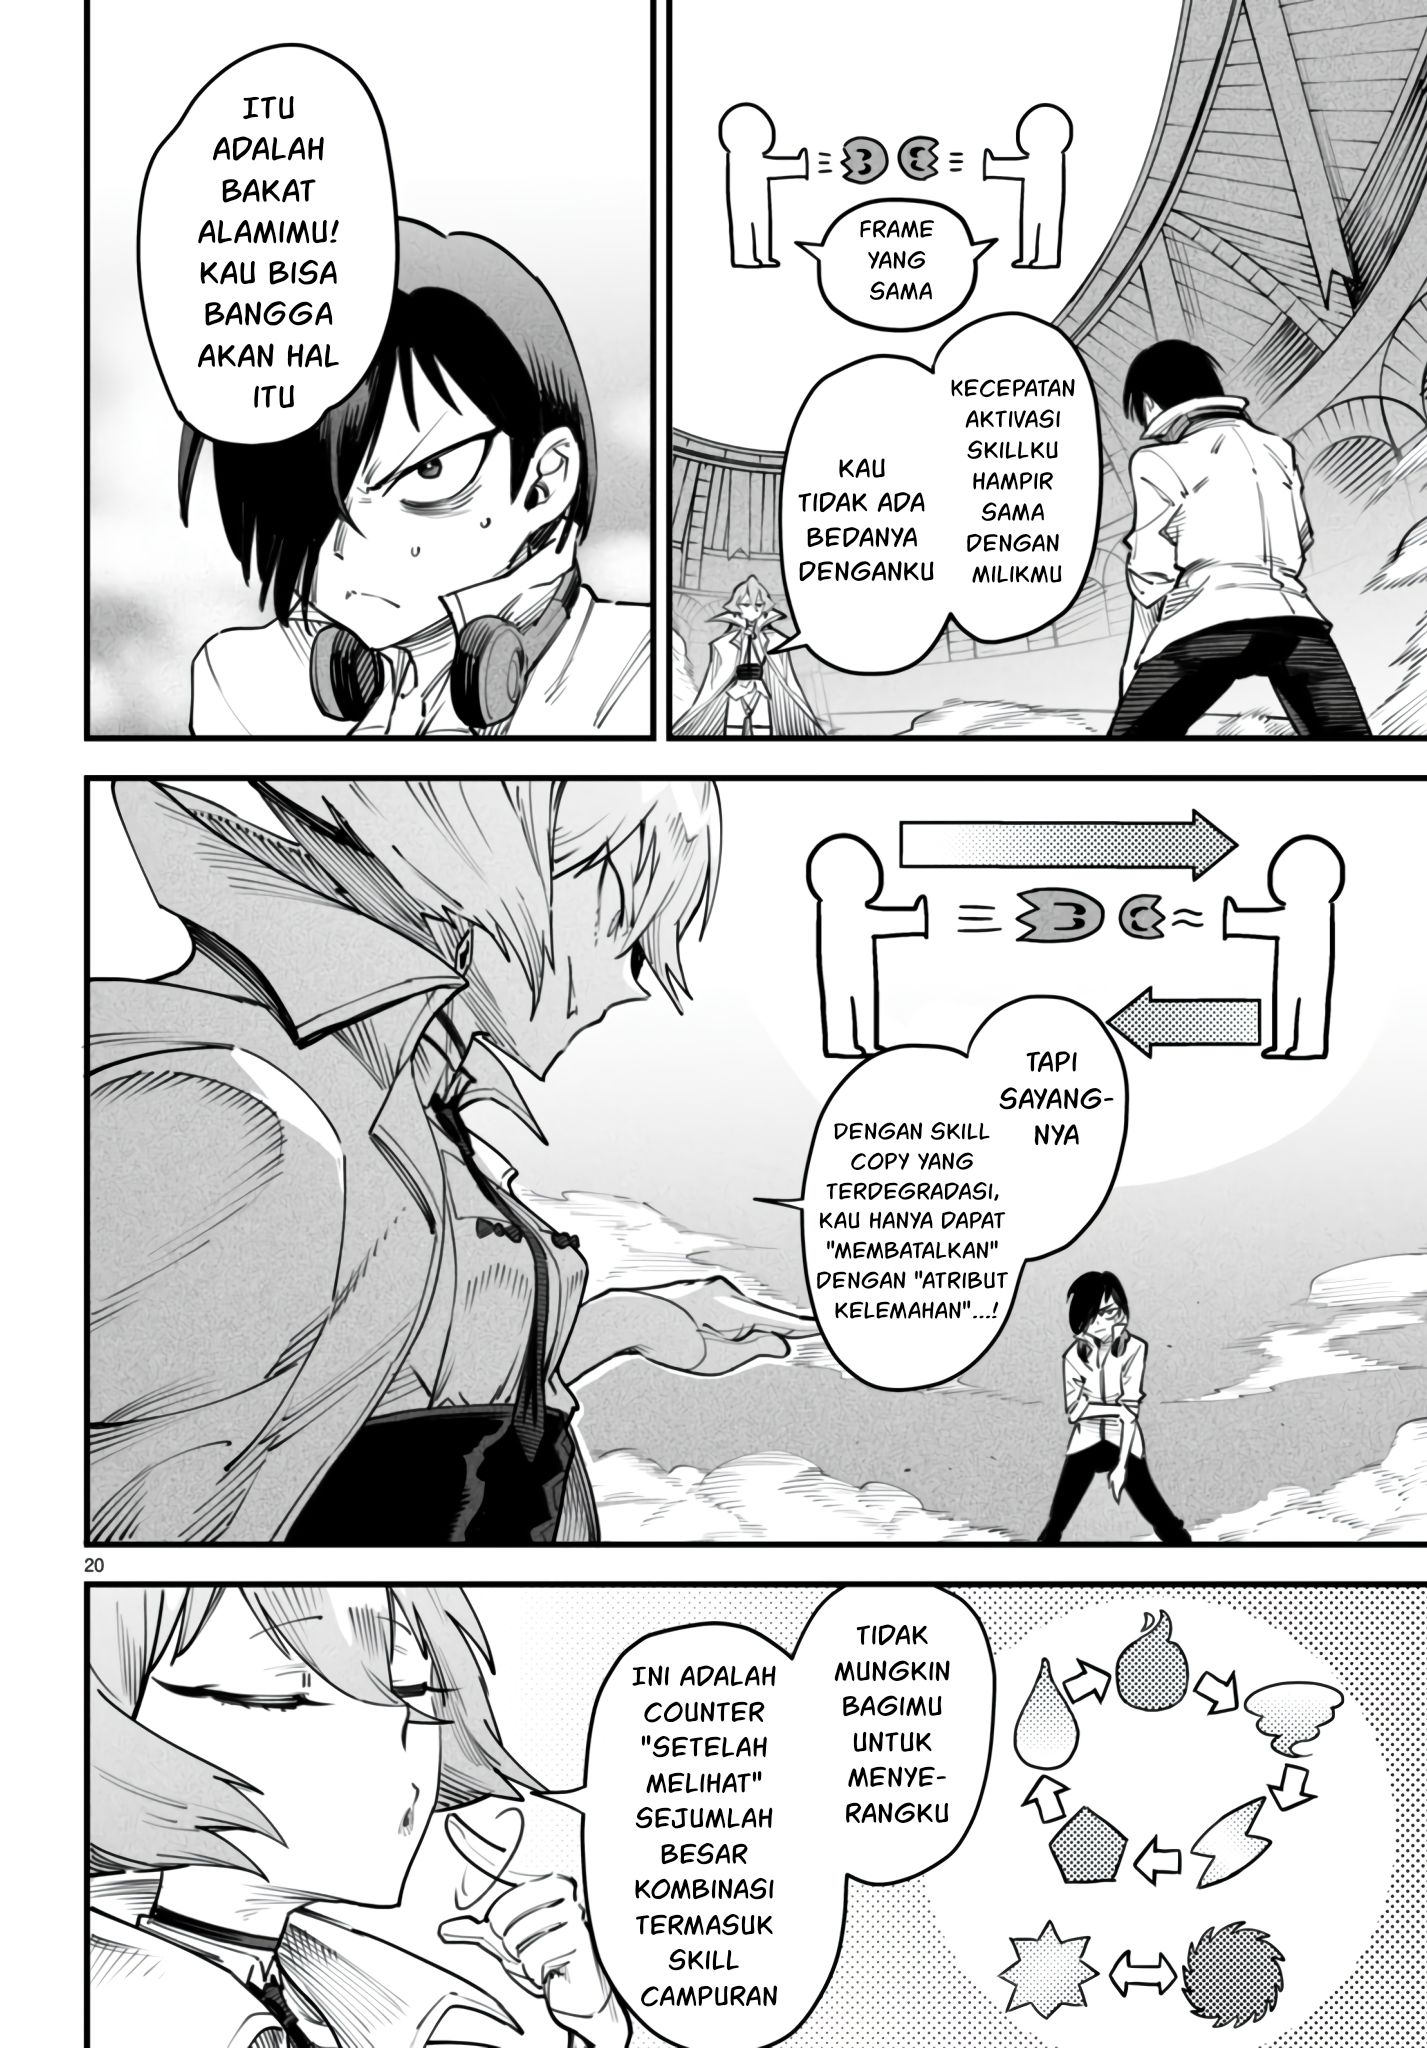 FRAME
YANG
SAMA
KECEPATAN
AKTIVASI
SKILLKU
HAMPIR
SAMA
DENGAN
MILIKMU
KAU
TIDAK ADA
BEDANYA
DENGANKU
ITU
ADALAH
BAKAT
ALAMIMU!
KAU BISA
BANGGA
AKAN HAL
ITU
TAPI
SAYANG-
NYA
DENGAN SKILL
COPY YANG
TERDEGRADASI,
KAU HANYA DAPAT
"MEMBATALKAN"
DENGAN "ATRIBUT
KELEMAHAN"...!
20
TIDAK
MUNGKIN
BAGIMU
UNTUK
MENYE-
RANGKU
INI ADALAH
COUNTER
"SETELAH
MELIHAT"
SEJUMLAH
BESAR
KOMBINASI
TERMASUK
SKILL
CAMPURAN